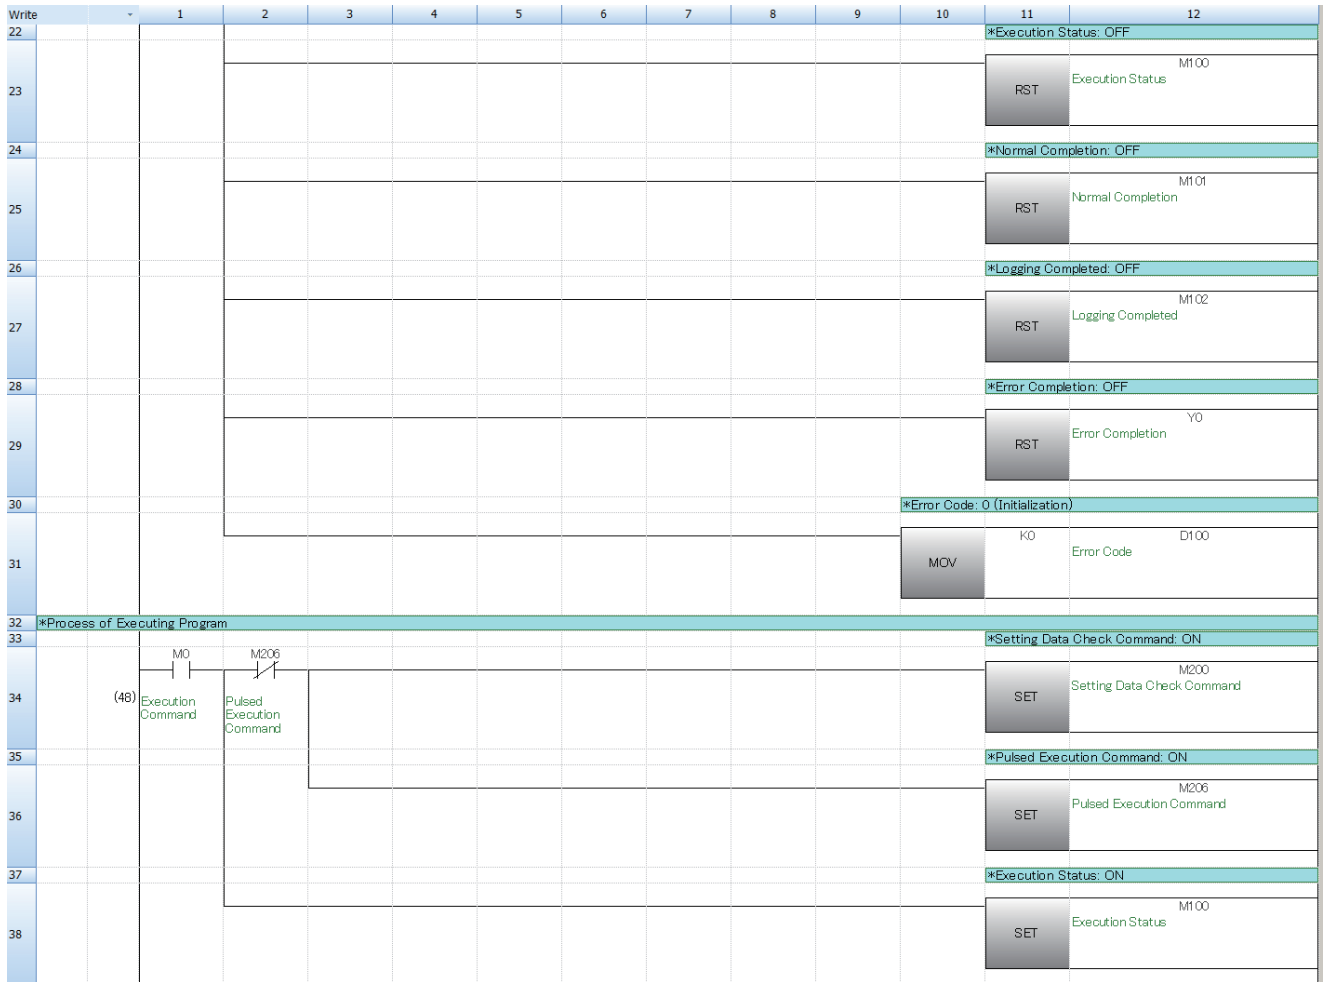 Write 1 2 3 4 5 6 7 8 9 10 11 12
22 *Execution Status: OFF
M100
23 RST Execution Status
24 *Normal Completion: OFF
M101
25 RST Normal Completion
26 *Logging Completed: OFF
M102
27 RST Logging Completed
28 *Error Completion: OFF
Y0
29 RST Error Completion
30 *Error Code: 0 (Initialization)
K0 D100
31 MOV Error Code
32 *Process of Executing Program
33 *Setting Data Check Command: ON
M0 M206 M200
34 (48) Execution Command Pulsed Execution Command SET Setting Data Check Command
35 *Pulsed Execution Command: ON
M206
36 SET Pulsed Execution Command
37 *Execution Status: ON
M100
38 SET Execution Status